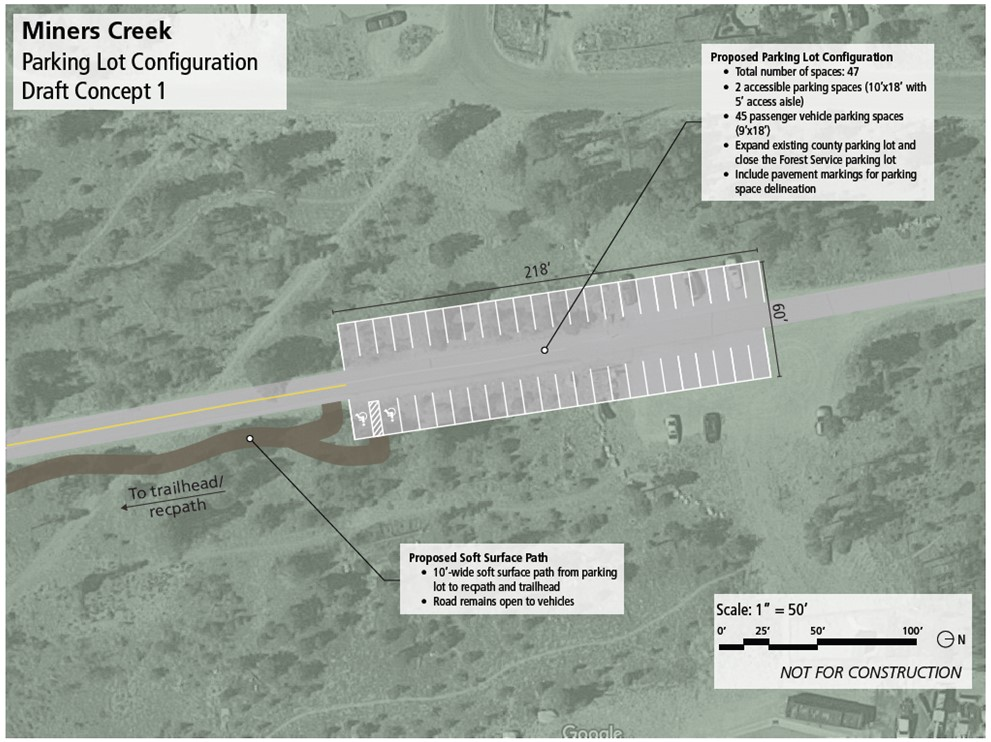 Miners Creek
Parking Lot Configuration
Draft Concept 1
Proposed Parking Lot Configuration
• Total number of spaces: 47
• 2 accessible parking spaces (10'x18' with
5' access aisle)
• 45 passenger vehicle parking spaces
(9'x18')
• Expand existing county parking lot and
close the Forest Service parking lot
• Include pavement markings for parking
space delineation
218'
60'
To trailhead/
recpath
Proposed Soft Surface Path
• 10'-wide soft surface path from parking
lot to recpath and trailhead
• Road remains open to vehicles
Scale: 1" = 50'
0' 25' 50' 100'
N
NOT FOR CONSTRUCTION
Google